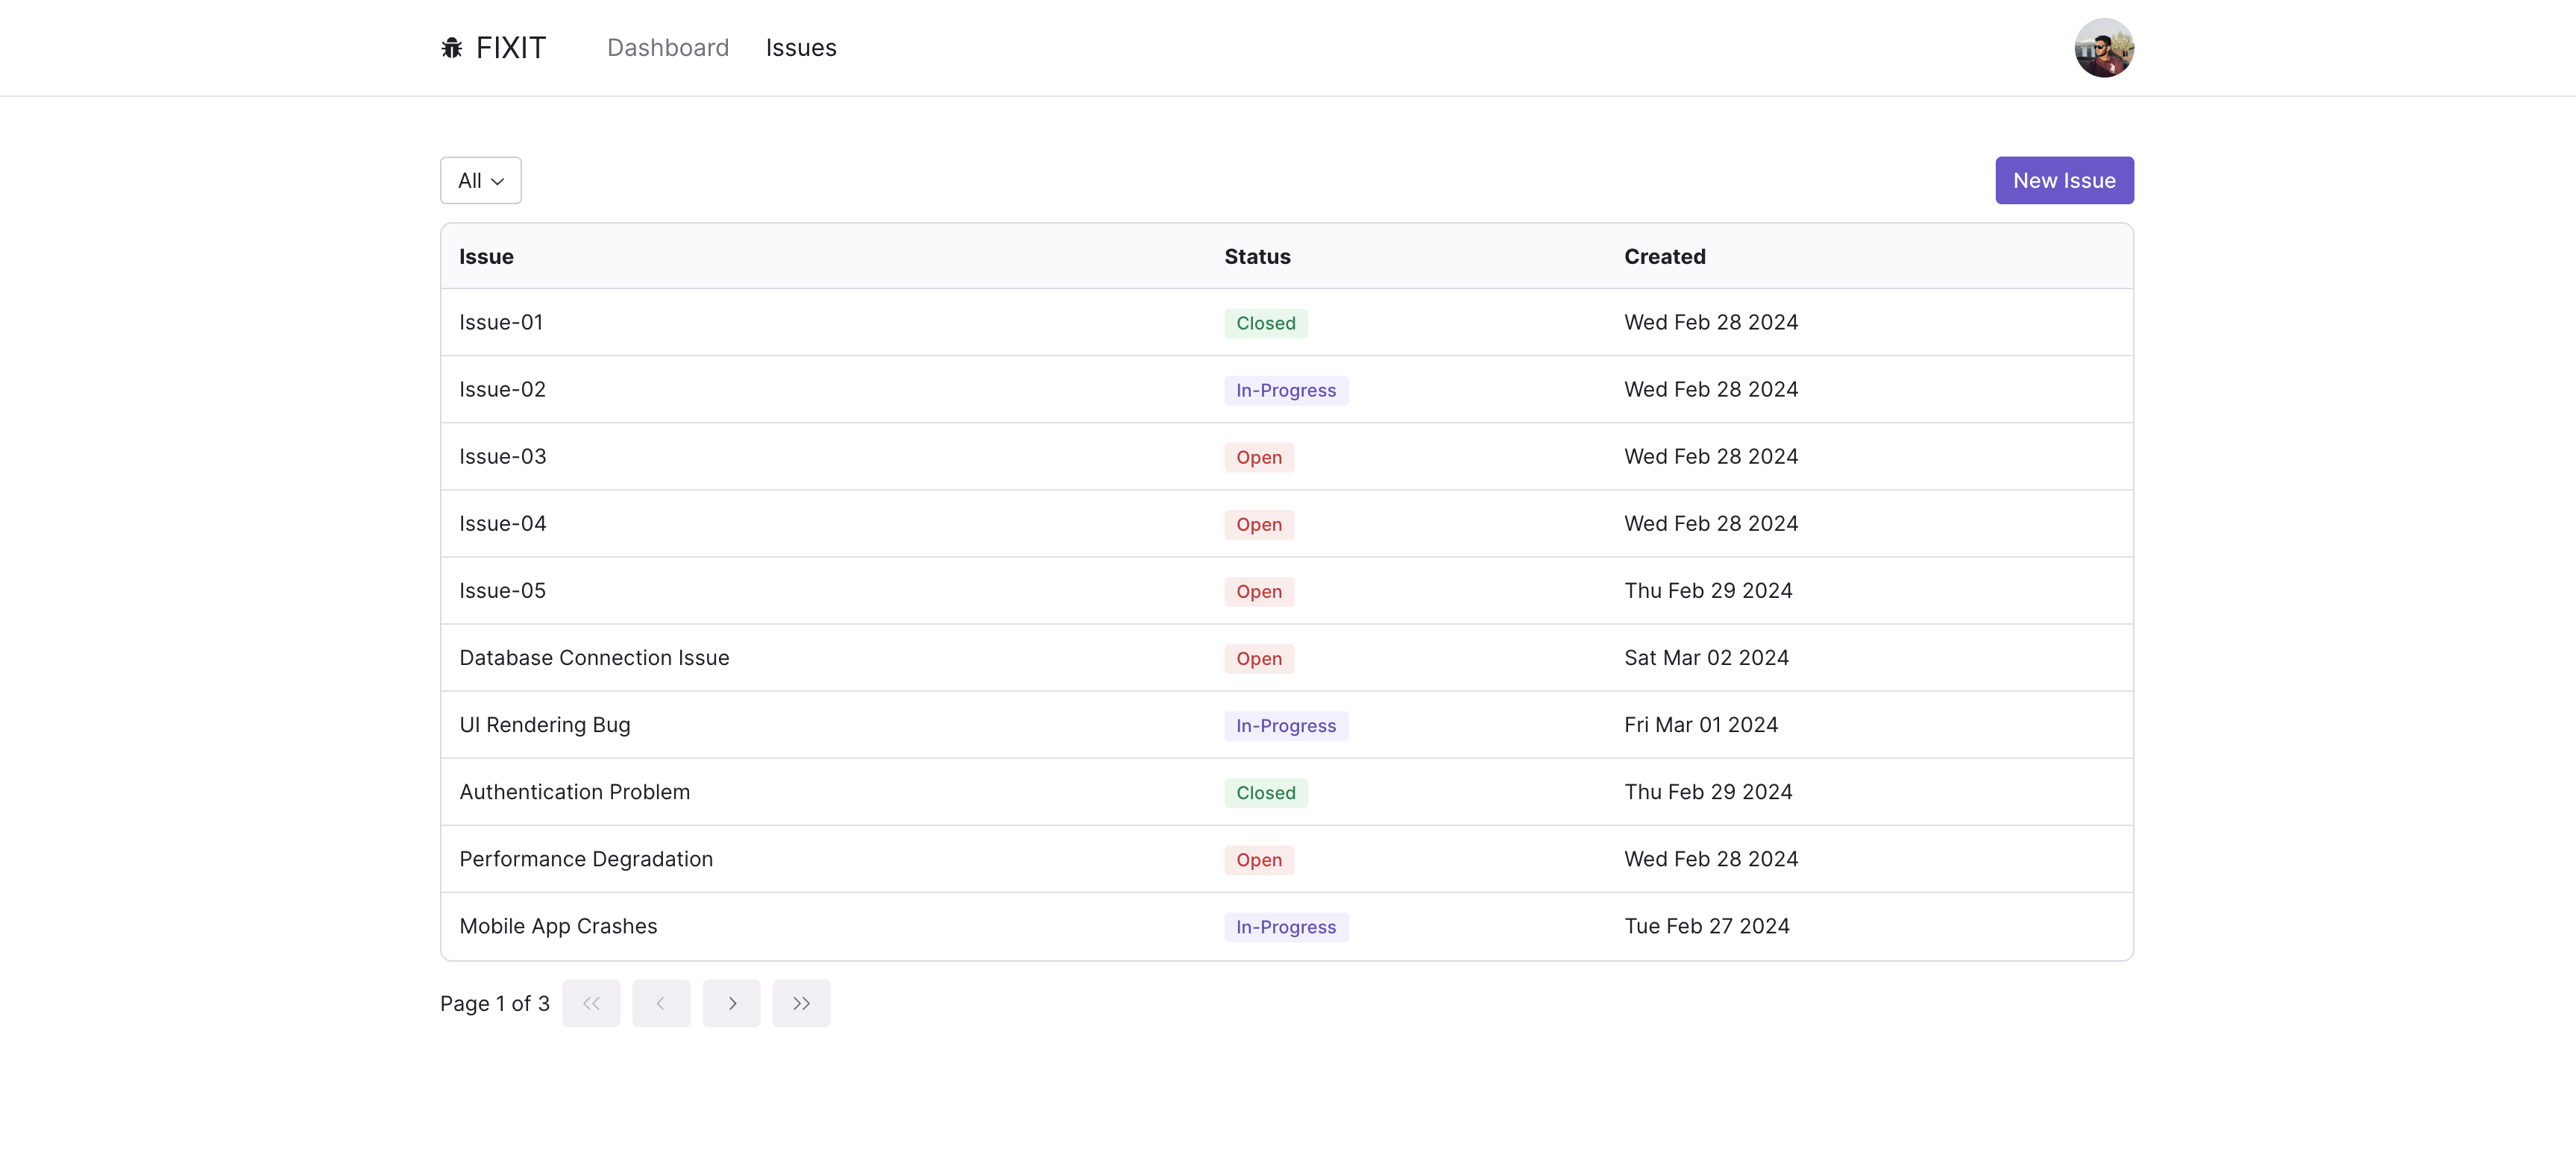 FIXIT Dashboard Issues
All New Issue
Issue Status Created
Issue-01 Closed Wed Feb 28 2024
Issue-02 In-Progress Wed Feb 28 2024
Issue-03 Open Wed Feb 28 2024
Issue-04 Open Wed Feb 28 2024
Issue-05 Open Thu Feb 29 2024
Database Connection Issue Open Sat Mar 02 2024
UI Rendering Bug In-Progress Fri Mar 01 2024
Authentication Problem Closed Thu Feb 29 2024
Performance Degradation Open Wed Feb 28 2024
Mobile App Crashes In-Progress Tue Feb 27 2024
Page 1 of 3